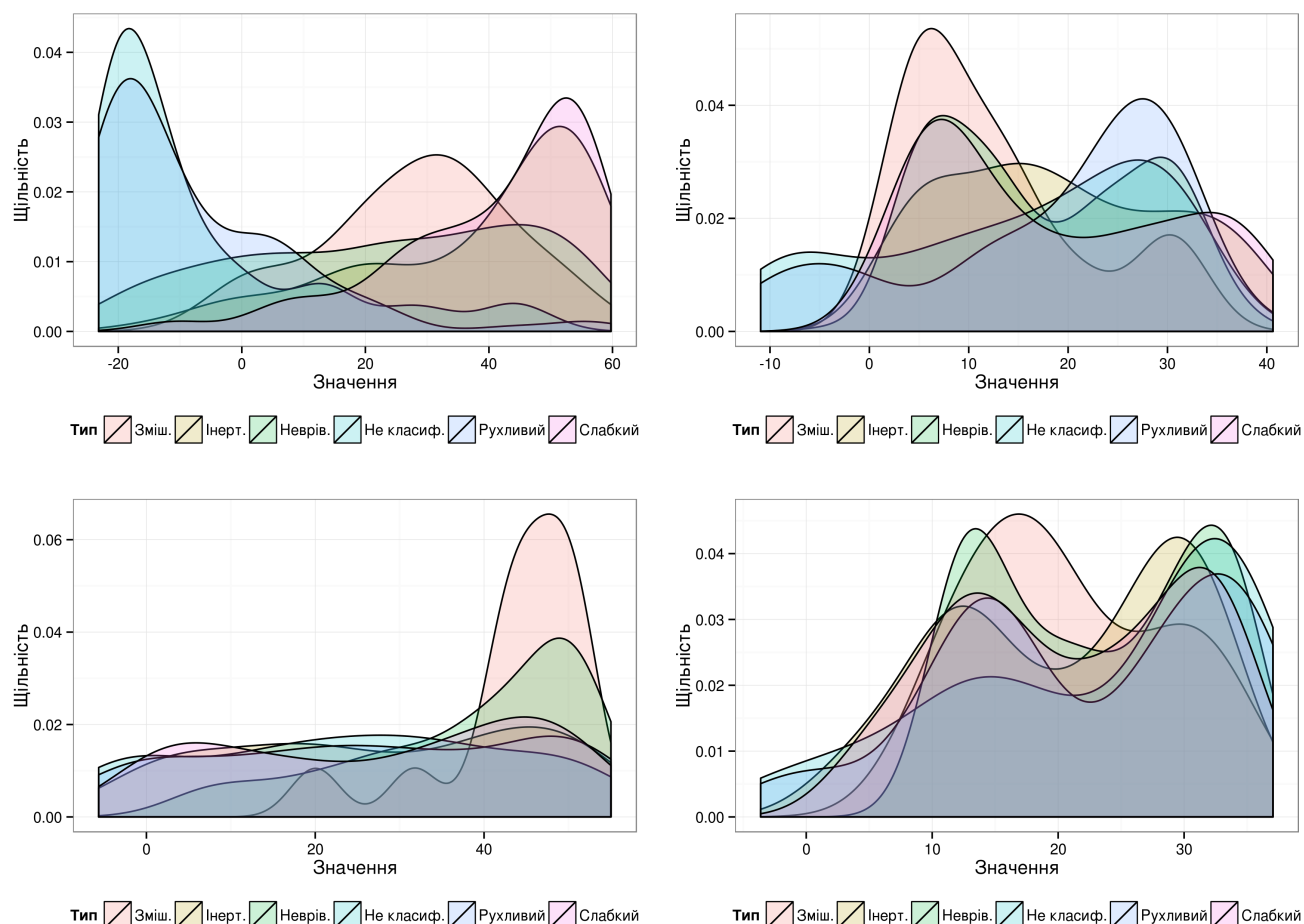 0.04
0.03
0.02
0.01
0.00
Щільність
-20 0 20 40 60
Значення
Тип Зміш. Інерт. Неврів. Не класиф. Рухливий Слабкий
0.04
0.02
0.00
Щільність
-10 0 10 20 30 40
Значення
Тип Зміш. Інерт. Неврів. Не класиф. Рухливий Слабкий
0.06
0.04
0.02
0.00
Щільність
0 20 40
Значення
Тип Зміш. Інерт. Неврів. Не класиф. Рухливий Слабкий
0.04
0.03
0.02
0.01
0.00
Щільність
0 10 20 30
Значення
Тип Зміш. Інерт. Неврів. Не класиф. Рухливий Слабкий